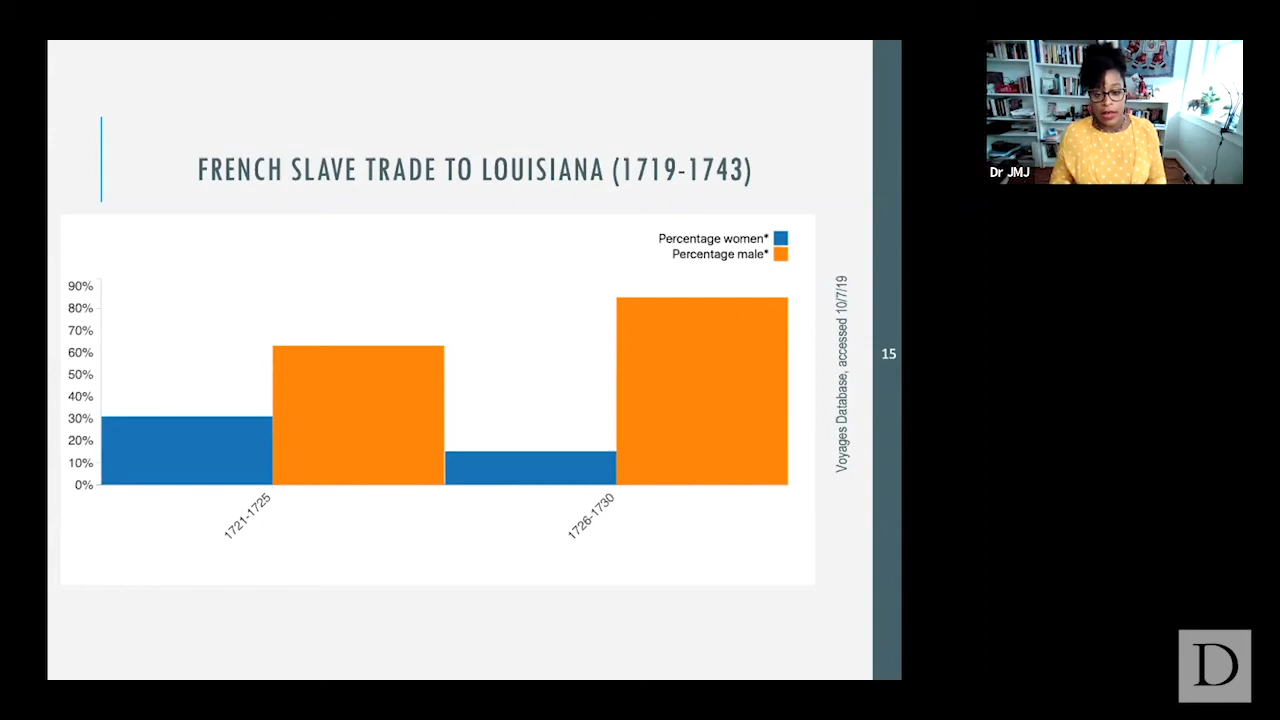 FRENCH SLAVE TRADE TO LOUISIANA (1719-1743)
Percentage women*
Percentage male*
90%
80%
70%
60%
50%
40%
30%
20%
10%
0%
1721-1725
1726-1730
Voyages Database, accessed 10/7/19
15
Dr JMJ
D